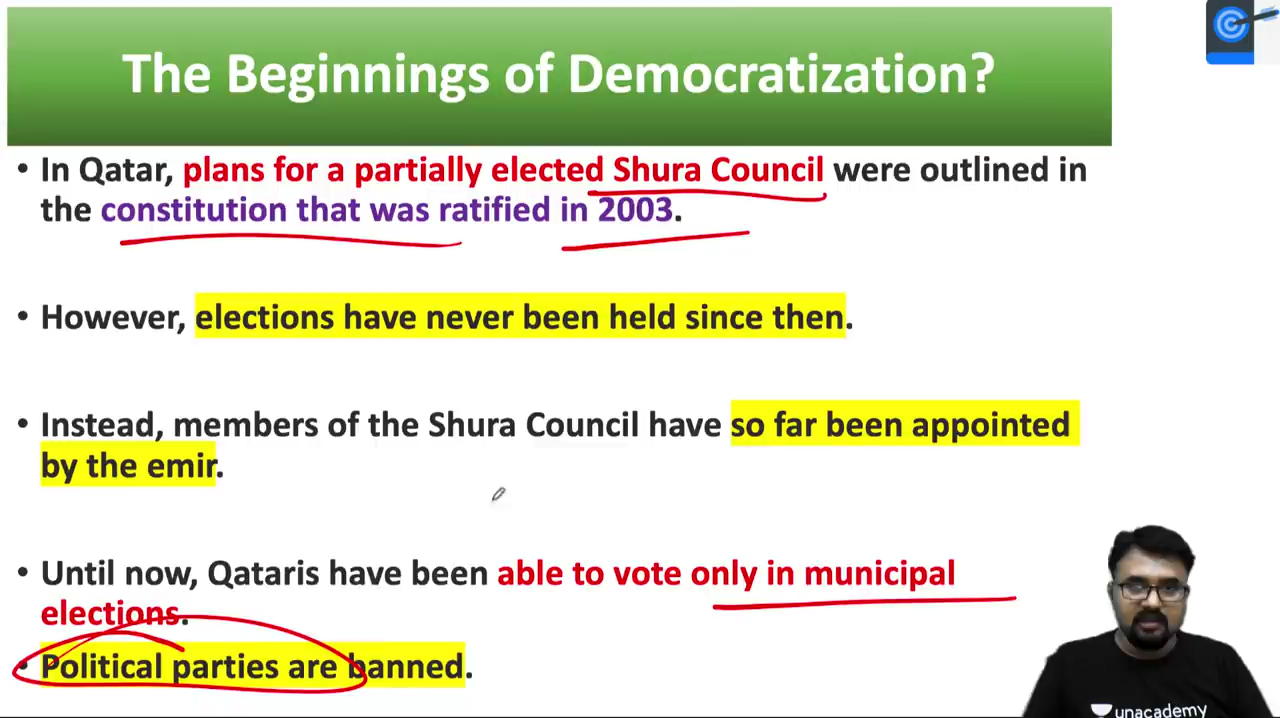 The Beginnings of Democratization?
• In Qatar, plans for a partially elected Shura Council were outlined in
the constitution that was ratified in 2003.
• However, elections have never been held since then.
• Instead, members of the Shura Council have so far been appointed
by the emir.
• Until now, Qataris have been able to vote only in municipal
elections.
• Political parties are banned.
unacademy